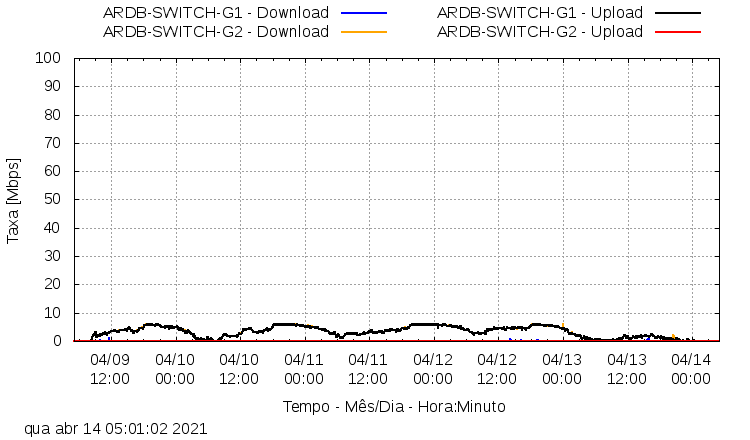 ARDB-SWITCH-G1 - Download ARDB-SWITCH-G1 - Upload
ARDB-SWITCH-G2 - Download ARDB-SWITCH-G2 - Upload
100
90
80
70
60
50
40
30
20
10
0
Taxa [Mbps]
04/09 04/10 04/10 04/11 04/11 04/12 04/12 04/13 04/13 04/14
12:00 00:00 12:00 00:00 12:00 00:00 12:00 00:00 12:00 00:00
Tempo - Mês/Dia - Hora:Minuto
qua abr 14 05:01:02 2021